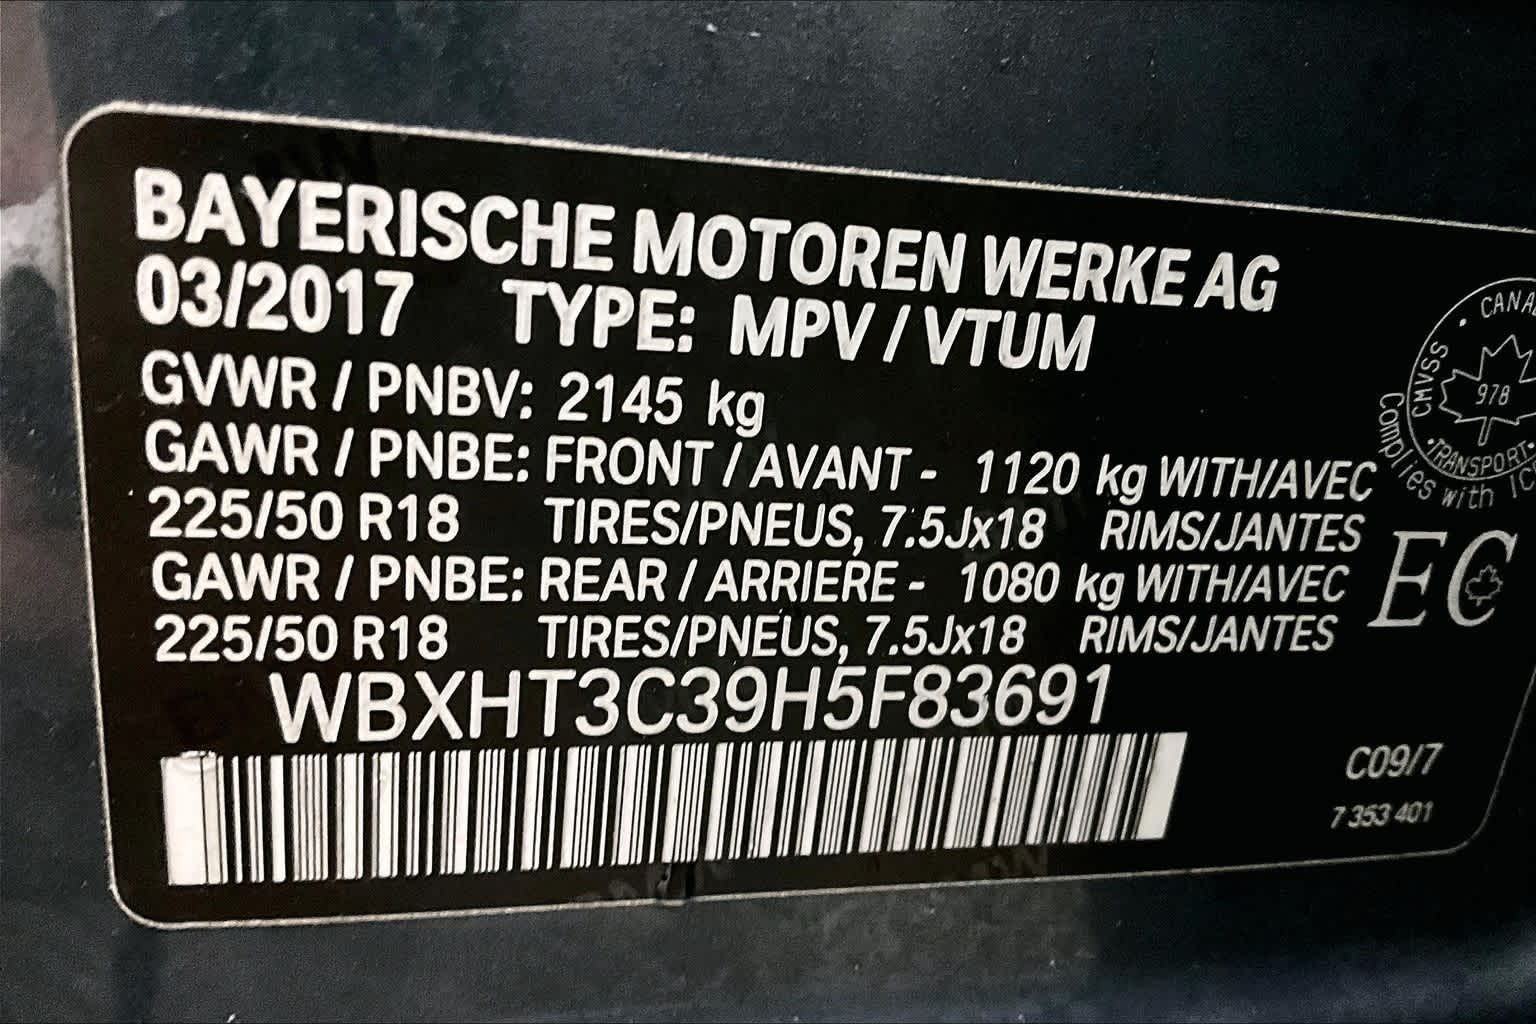 BAYERISCHE MOTOREN WERKE AG
03/2017 TYPE: MPV / VTUM
GVWR / PNBV: 2145 kg
GAWR / PNBE: FRONT / AVANT - 1120 kg WITH/AVEC
225/50 R18 TIRES/PNEUS, 7.5Jx18 RIMS/JANTES
GAWR / PNBE: REAR / ARRIERE - 1080 kg WITH/AVEC
225/50 R18 TIRES/PNEUS, 7.5Jx18 RIMS/JANTES
WBXHT3C39H5F83691
CMVSS
978
TRANSPORT
Complies with
EC
C09/7
7 353 401